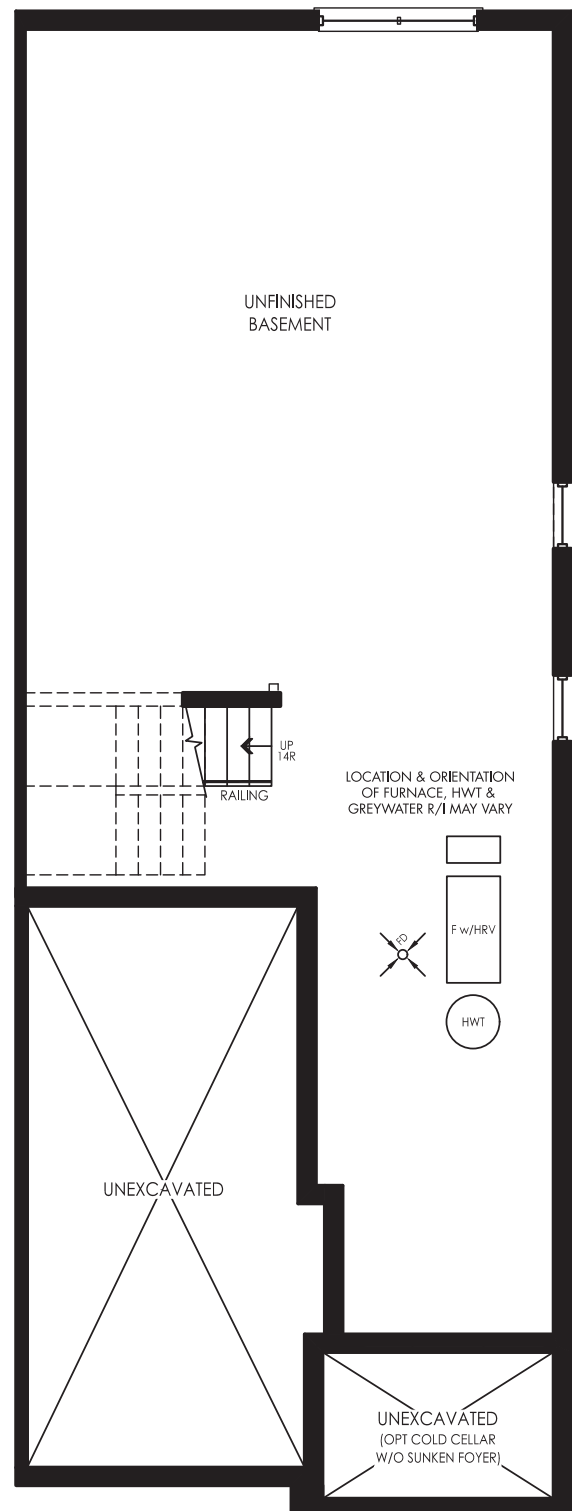 UNFINISHED
BASEMENT
UP
14R
RAILING
LOCATION & ORIENTATION
OF FURNACE, HWT &
GREYWATER R/I MAY VARY
FD
F w/HRV
HWT
UNEXCAVATED
UNEXCAVATED
(OPT COLD CELLAR
W/O SUNKEN FOYER)